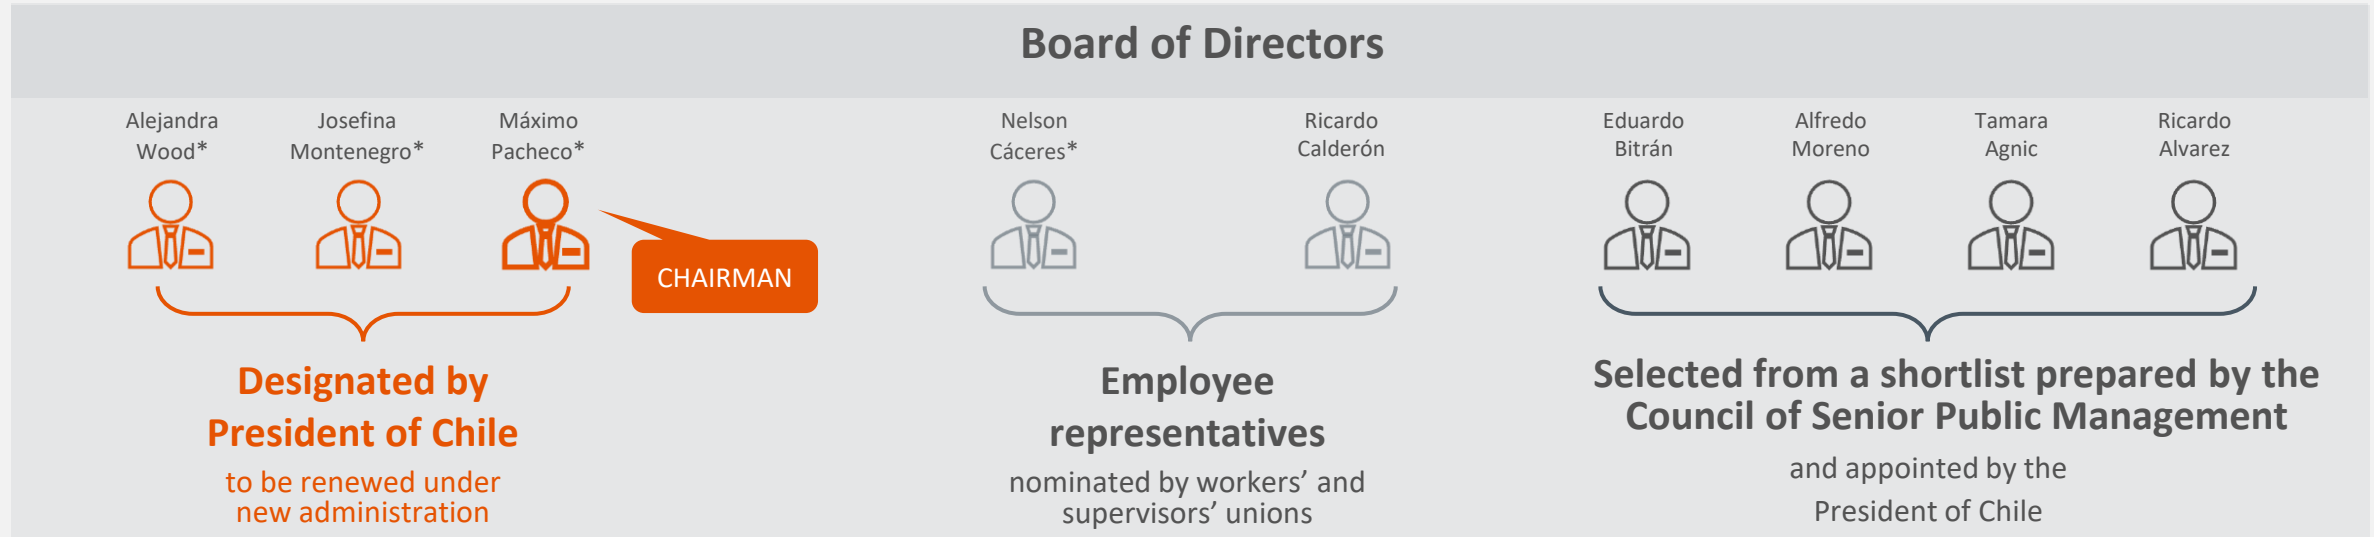 Board of Directors
Alejandra
Wood*
Josefina
Montenegro*
Máximo
Pacheco*
CHAIRMAN
Designated by
President of Chile
to be renewed under
new administration
Nelson
Cáceres*
Ricardo
Calderón
Employee
representatives
nominated by workers’ and
supervisors’ unions
Eduardo
Bitrán
Alfredo
Moreno
Tamara
Agnic
Ricardo
Alvarez
Selected from a shortlist prepared by the
Council of Senior Public Management
and appointed by the
President of Chile